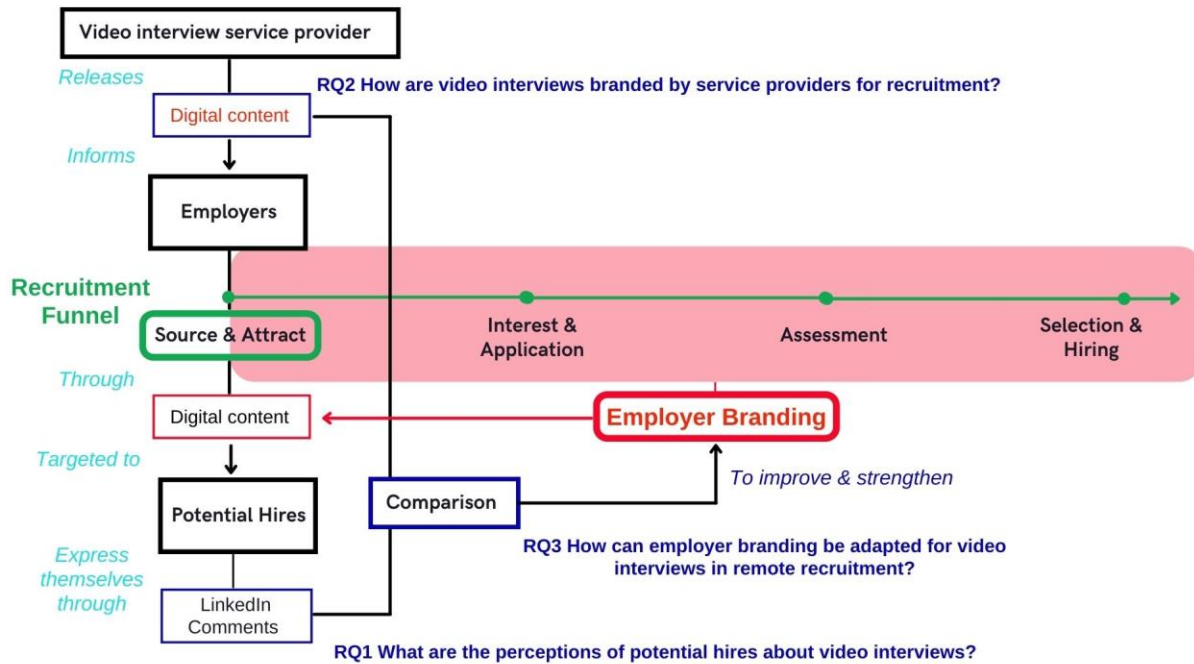 Video interview service provider
Releases
RQ2 How are video interviews branded by service providers for recruitment?
Digital content
Informs
Employers
Recruitment
Funnel
Source & Attract
Interest &
Application
Assessment
Selection &
Hiring
Through
Digital content
Employer Branding
Targeted to
To improve & strengthen
Comparison
Potential Hires
RQ3 How can employer branding be adapted for video
interviews in remote recruitment?
Express
themselves
through
LinkedIn
Comments
RQ1 What are the perceptions of potential hires about video interviews?